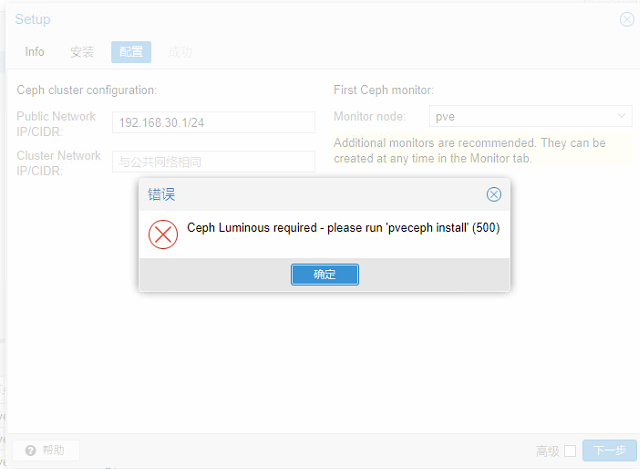 Setup
Info 安装 配置 成功
Ceph cluster configuration: First Ceph monitor:
Public Network IP/CIDR: 192.168.30.1/24 Monitor node: pve
Cluster Network IP/CIDR: 与公共网络相同
Additional monitors are recommended. They can be
created at any time in the Monitor tab.
错误
Ceph Luminous required - please run 'pveceph install' (500)
确定
帮助 高级 下一步